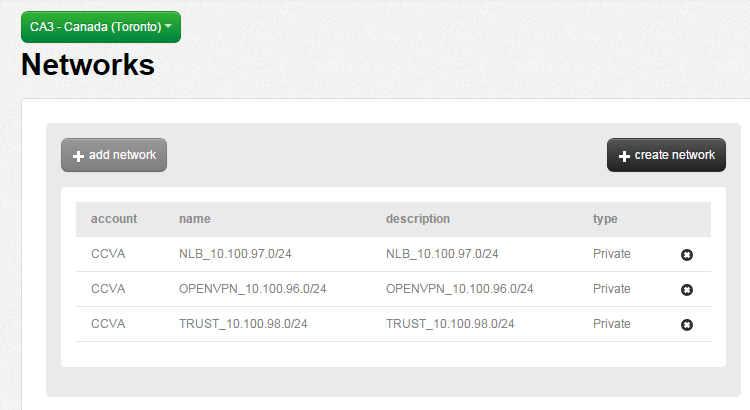 CA3 - Canada (Toronto)
Networks
add network
create network
account name description type
CCVA NLB_10.100.97.0/24 NLB_10.100.97.0/24 Private
CCVA OPENVPN_10.100.96.0/24 OPENVPN_10.100.96.0/24 Private
CCVA TRUST_10.100.98.0/24 TRUST_10.100.98.0/24 Private